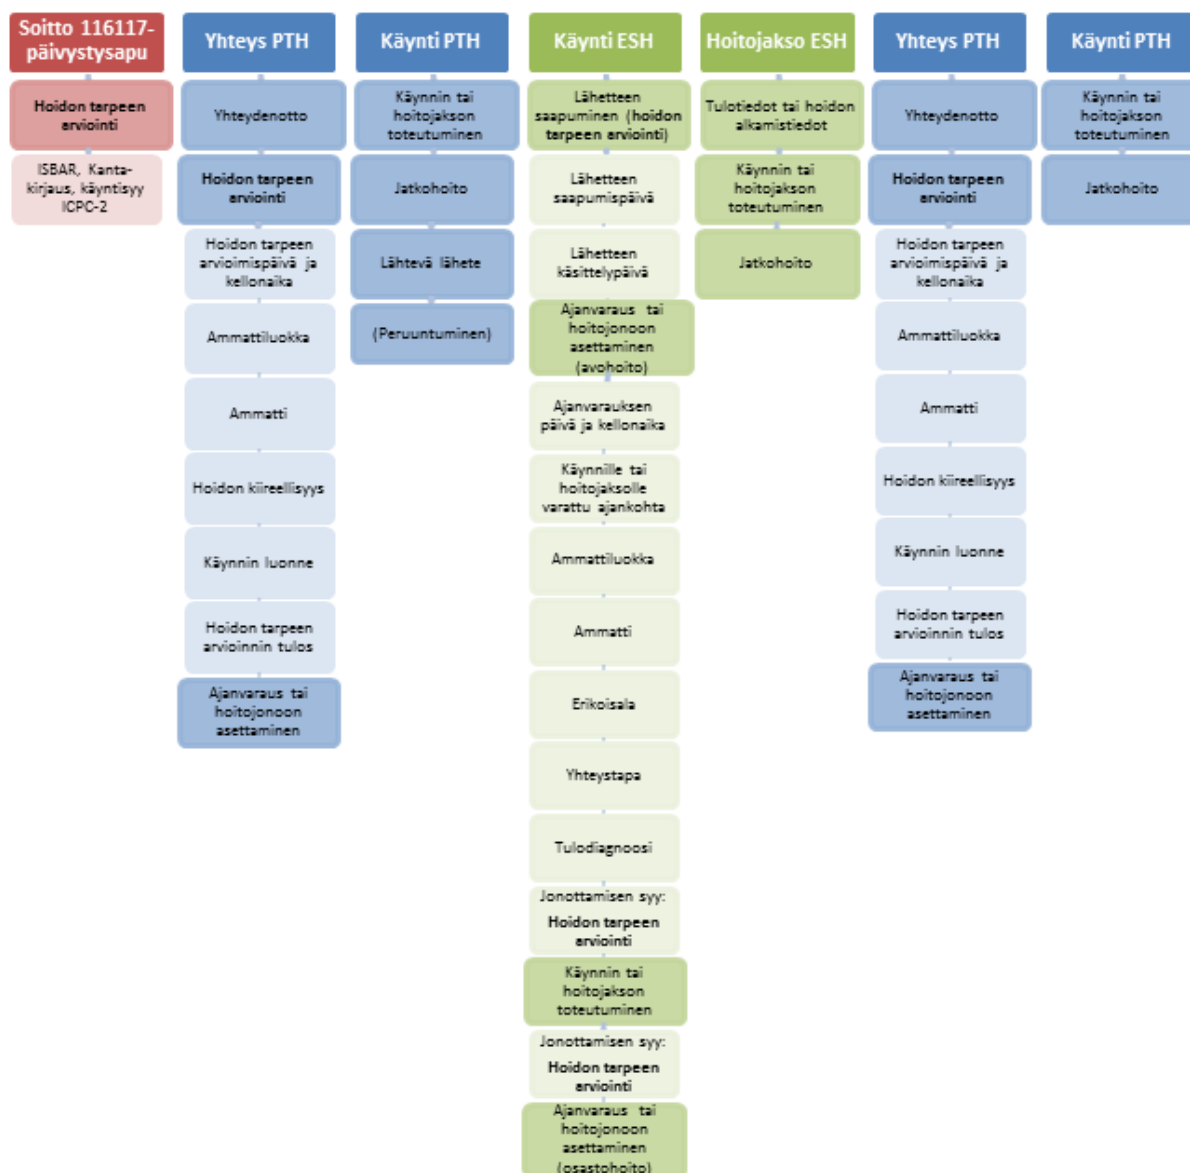 Soitto 116117-
päivystysapu
Hoidon tarpeen
arviointi
ISBAR, Kanta-
kirjaus, käyntisyy
ICPC-2
Yhteys PTH
Yhteydenotto
Hoidon tarpeen
arviointi
Hoidon tarpeen
arvioimispäivä ja
kellonaika
Ammattiluokka
Ammatti
Hoidon kiireellisyys
Käynnin luonne
Hoidon tarpeen
arvioinnin tulos
Ajanvaraus tai
hoitojonoon
asettaminen
Käynti PTH
Käynnin tai
hoitojakson
toteutuminen
Jatkohoito
Lähtevä lähete
(Peruuntuminen)
Käynti ESH
Lähetteen
saapuminen (hoidon
tarpeen arviointi)
Lähetteen
saapumispäivä
Lähetteen
käsittelypäivä
Ajanvaraus tai
hoitojonoon
asettaminen
(avohoito)
Ajanvarauksen
päivä ja kellonaika
Käynnille tai
hoitojaksolle
varattu ajankohta
Ammattiluokka
Ammatti
Erikoisala
Yhteystapa
Tulodiagnoosi
Jonottamisen syy:
Hoidon tarpeen
arviointi
Käynnin tai
hoitojakson
toteutuminen
Jonottamisen syy:
Hoidon tarpeen
arviointi
Ajanvaraus tai
hoitojonoon
asettaminen
(osastohoito)
Hoitojakso ESH
Tulotiedot tai hoidon
alkamistiedot
Käynnin tai
hoitojakson
toteutuminen
Jatkohoito
Yhteys PTH
Yhteydenotto
Hoidon tarpeen
arviointi
Hoidon tarpeen
arvioimispäivä ja
kellonaika
Ammattiluokka
Ammatti
Hoidon kiireellisyys
Käynnin luonne
Hoidon tarpeen
arvioinnin tulos
Ajanvaraus tai
hoitojonoon
asettaminen
Käynti PTH
Käynnin tai
hoitojakson
toteutuminen
Jatkohoito